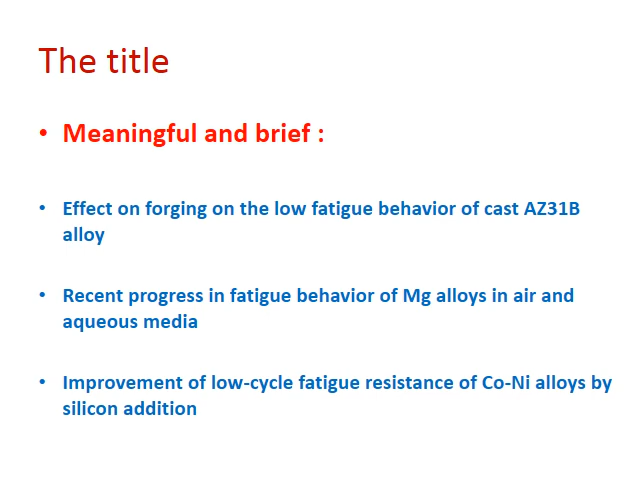 The title
• Meaningful and brief :
• Effect on forging on the low fatigue behavior of cast AZ31B
alloy
• Recent progress in fatigue behavior of Mg alloys in air and
aqueous media
• Improvement of low-cycle fatigue resistance of Co-Ni alloys by
silicon addition